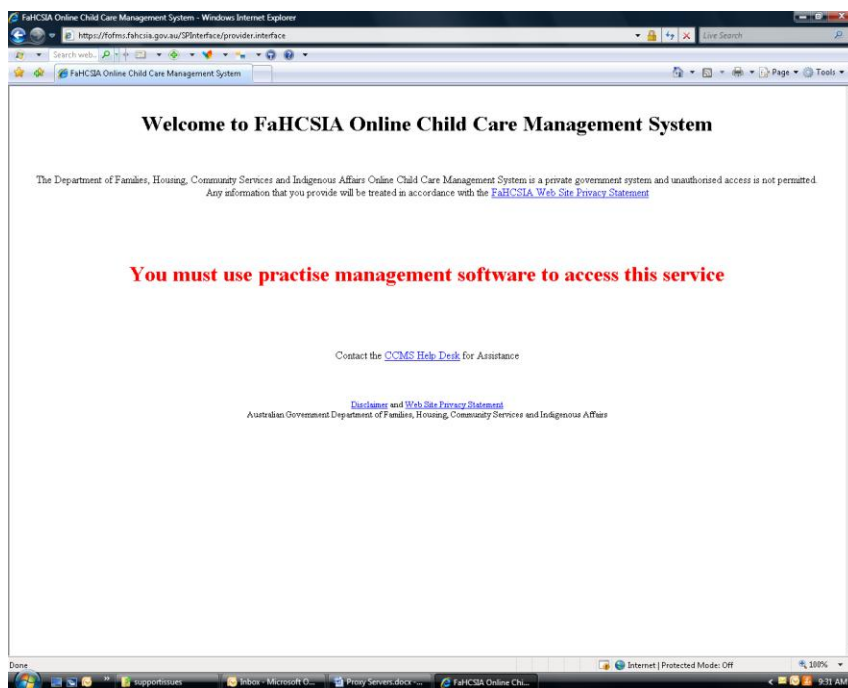 FaHCSIA Online Child Care Management System - Windows Internet Explorer
https://fofms.fahcsia.gov.au/SPInterface/provider.interface
Live Search
Search web...
FaHCSIA Online Child Care Management System
Page
Tools
Welcome to FaHCSIA Online Child Care Management System
The Department of Families, Housing, Community Services and Indigenous Affairs Online Child Care Management System is a private government system and unauthorised access is not permitted.
Any information that you provide will be treated in accordance with the FaHCSIA Web Site Privacy Statement
You must use practise management software to access this service
Contact the CCMS Help Desk for Assistance
Disclaimer and Web Site Privacy Statement
Australian Government Department of Families, Housing, Community Services and Indigenous Affairs
Done
Internet | Protected Mode: Off
100%
supportissues
Inbox - Microsoft O...
Proxy Servers.docx -...
FaHCSIA Online Chi...
9:31 AM